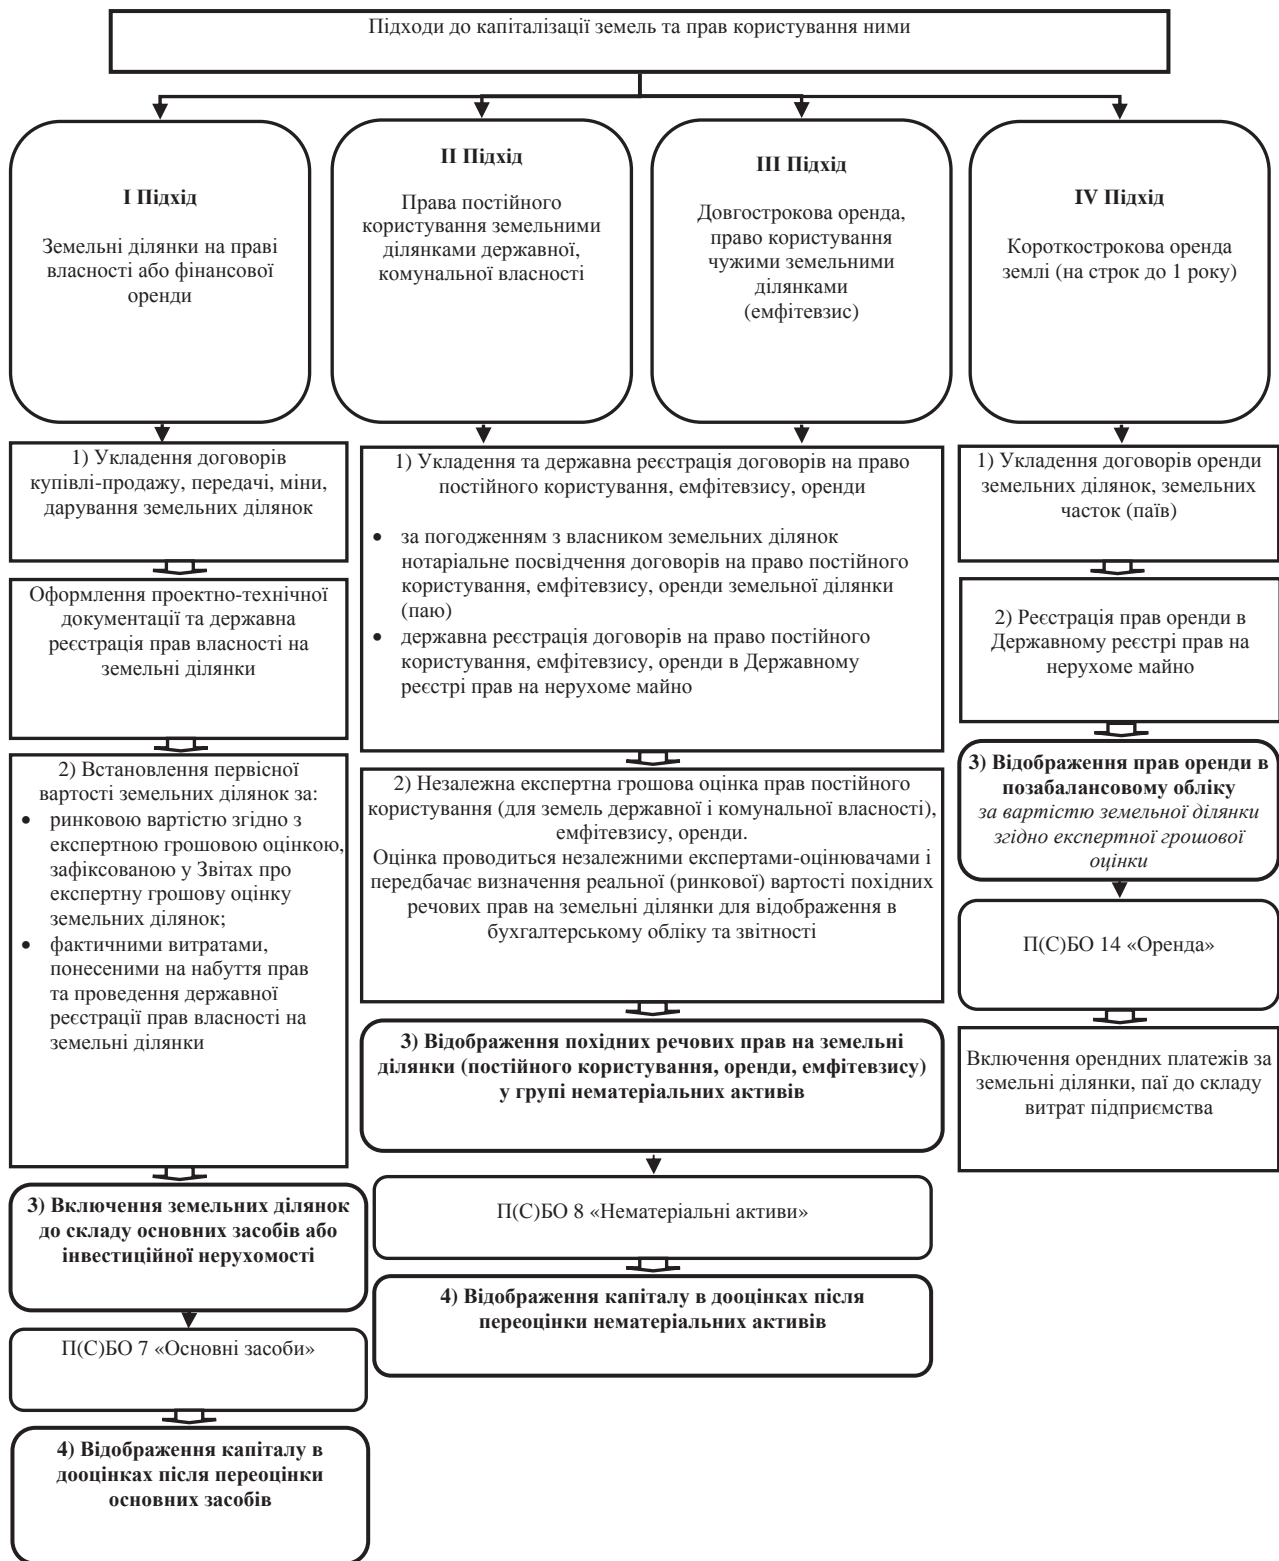 Підходи до капіталізації земель та прав користування ними
І Підхід
Земельні ділянки на праві
власності або фінансової
оренди
ІІ Підхід
Права постійного
користування земельними
ділянками державної,
комунальної власності
ІІІ Підхід
Довгострокова оренда,
право користування
чужими земельними
ділянками
(емфітевзис)
IV Підхід
Короткострокова оренда
землі (на строк до 1 року)
1) Укладення договорів
купівлі-продажу, передачі, міни,
дарування земельних ділянок
Оформлення проектно-технічної
документації та державна
реєстрація прав власності на
земельні ділянки
2) Встановлення первісної
вартості земельних ділянок за:
• ринковою вартістю згідно з
експертною грошовою оцінкою,
зафіксованою у Звітах про
експертну грошову оцінку
земельних ділянок;
• фактичними витратами,
понесеними на набуття прав
та проведення державної
реєстрації прав власності на
земельні ділянки
3) Включення земельних ділянок
до складу основних засобів або
інвестиційної нерухомості
П(С)БО 7 «Основні засоби»
4) Відображення капіталу в
дооцінках після переоцінки
основних засобів
1) Укладення та державна реєстрація договорів на право
постійного користування, емфітевзису, оренди
• за погодженням з власником земельних ділянок
нотаріальне посвідчення договорів на право постійного
користування, емфітевзису, оренди земельної ділянки
(паю)
• державна реєстрація договорів на право постійного
користування, емфітевзису, оренди в Державному
реєстрі прав на нерухоме майно
2) Незалежна експертна грошова оцінка прав постійного
користування (для земель державної і комунальної власності),
емфітевзису, оренди.
Оцінка проводиться незалежними експертами-оцінювачами і
передбачає визначення реальної (ринкової) вартості похідних
речових прав на земельні ділянки для відображення в
бухгалтерському обліку та звітності
3) Відображення похідних речових прав на земельні
ділянки (постійного користування, оренди, емфітевзису)
у групі нематеріальних активів
П(С)БО 8 «Нематеріальні активи»
4) Відображення капіталу в дооцінках після
переоцінки нематеріальних активів
1) Укладення договорів оренди
земельних ділянок, земельних
часток (паїв)
2) Реєстрація прав оренди в
Державному реєстрі прав на
нерухоме майно
3) Відображення прав оренди в
позабалансовому обліку
за вартістю земельної ділянки
згідно експертної грошової
оцінки
П(С)БО 14 «Оренда»
Включення орендних платежів за
земельні ділянки, паї до складу
витрат підприємства